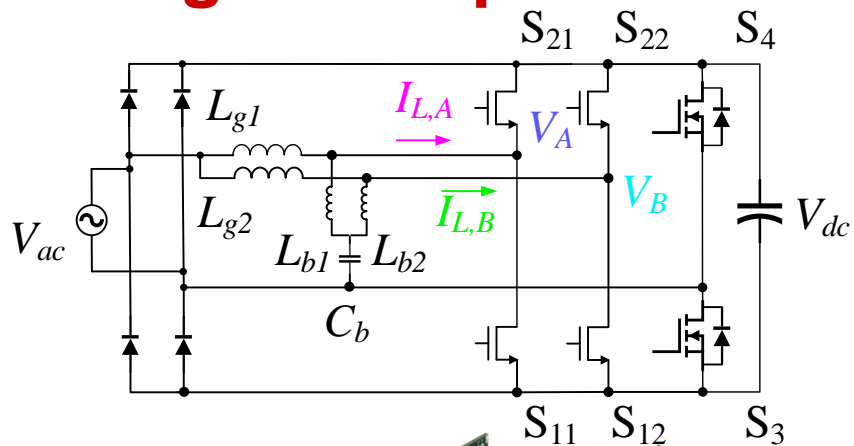 S21 S22 S4
Lg1 IL,A VA
Lg2 IL,B VB
Vac Lb1 Lb2 Vdc
Cb
S11 S12 S3